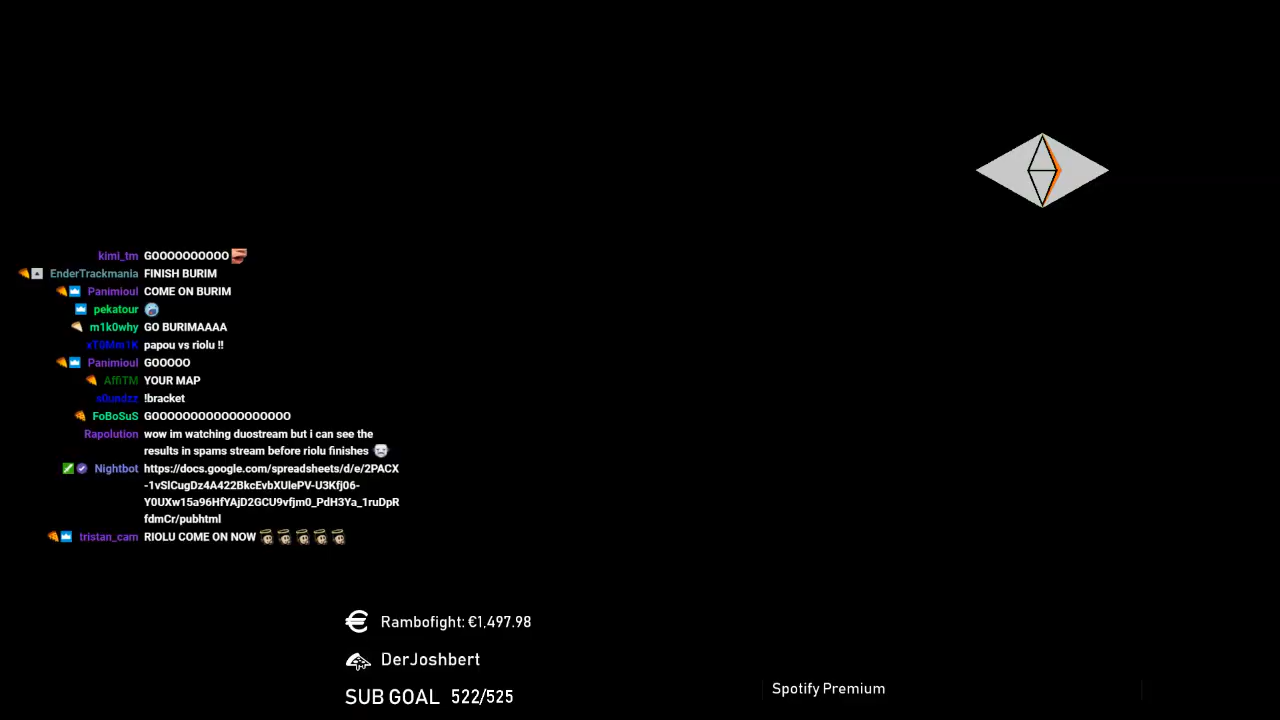 kimi_tm GOOOOOOOOOO
EnderTrackmania FINISH BURIM
Panimioul COME ON BURIM
pekatour
m1k0why GO BURIMAAAA
xT0Mm1K papou vs riolu !!
Panimioul GOOOOO
AffiTM YOUR MAP
s0undzz !bracket
FoBoSuS GOOOOOOOOOOOOOOOOOO
Rapolution wow im watching duostream but i can see the
results in spams stream before riolu finishes
Nightbot https://docs.google.com/spreadsheets/d/e/2PACX
-1vSlCugDz4A422BkcEvbXUlePV-U3Kfj06-
Y0UXw15a96HfYAjD2GCU9vfjm0_PdH3Ya_1ruDpR
fdmCr/pubhtml
tristan_cam RIOLU COME ON NOW
Rambofight: €1,497.98
DerJoshbert
SUB GOAL 522/525
Spotify Premium